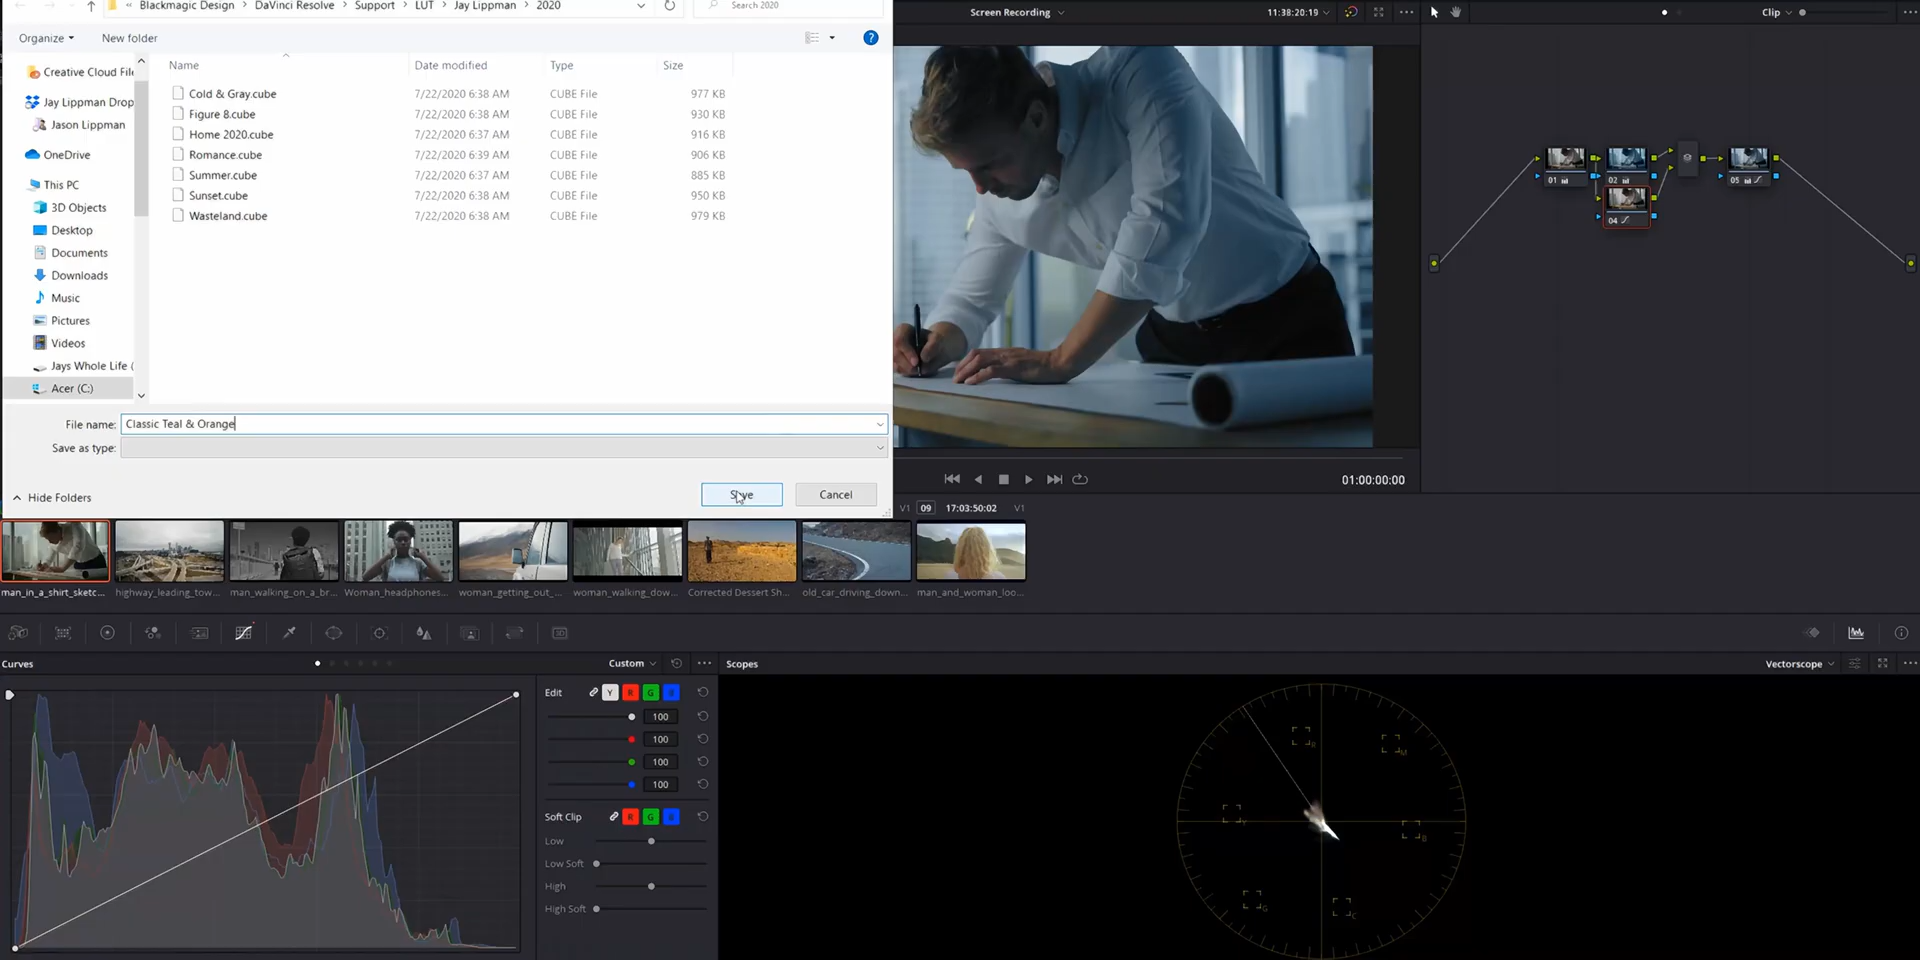 Blackmagic Design > DaVinci Resolve > Support > LUT > Jay Lippman > 2020
Search 2020
Screen Recording
11:38:20:19
Clip
Organize
New folder
Name
Date modified
Type
Size
Creative Cloud File
Jay Lippman Drop
Jason Lippman
OneDrive
This PC
3D Objects
Desktop
Documents
Downloads
Music
Pictures
Videos
Jays Whole Life (
Acer (C:)
Cold & Gray.cube 7/22/2020 6:38 AM CUBE File 977 KB
Figure 8.cube 7/22/2020 6:38 AM CUBE File 930 KB
Home 2020.cube 7/22/2020 6:37 AM CUBE File 916 KB
Romance.cube 7/22/2020 6:39 AM CUBE File 906 KB
Summer.cube 7/22/2020 6:37 AM CUBE File 885 KB
Sunset.cube 7/22/2020 6:38 AM CUBE File 950 KB
Wasteland.cube 7/22/2020 6:38 AM CUBE File 979 KB
01
02
04
05
File name: Classic Teal & Orange
Save as type:
Hide Folders
Save
Cancel
01:00:00:00
V1
09
17:03:50:02
V1
man_in_a_shirt_sketc...
highway_leading_tow...
man_walking_on_a_br...
Woman_headphones...
woman_getting_out_...
woman_walking_dow...
Corrected Dessert Sh...
old_car_driving_down...
man_and_woman_loo...
Curves
Custom
Edit
Y
R
G
B
100
100
100
100
Soft Clip
R
G
B
Low
Low Soft
High
High Soft
Scopes
Vectorscope
R
M
Y
B
G
C